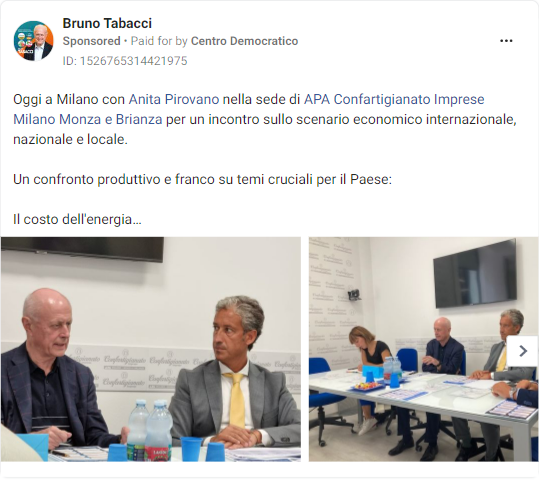 Bruno Tabacci
Sponsored • Paid for by Centro Democratico
ID: 1526765314421975
Oggi a Milano con Anita Pirovano nella sede di APA Confartigianato Imprese
Milano Monza e Brianza per un incontro sullo scenario economico internazionale,
nazionale e locale.
Un confronto produttivo e franco su temi cruciali per il Paese:
Il costo dell'energia...
Confartigianato